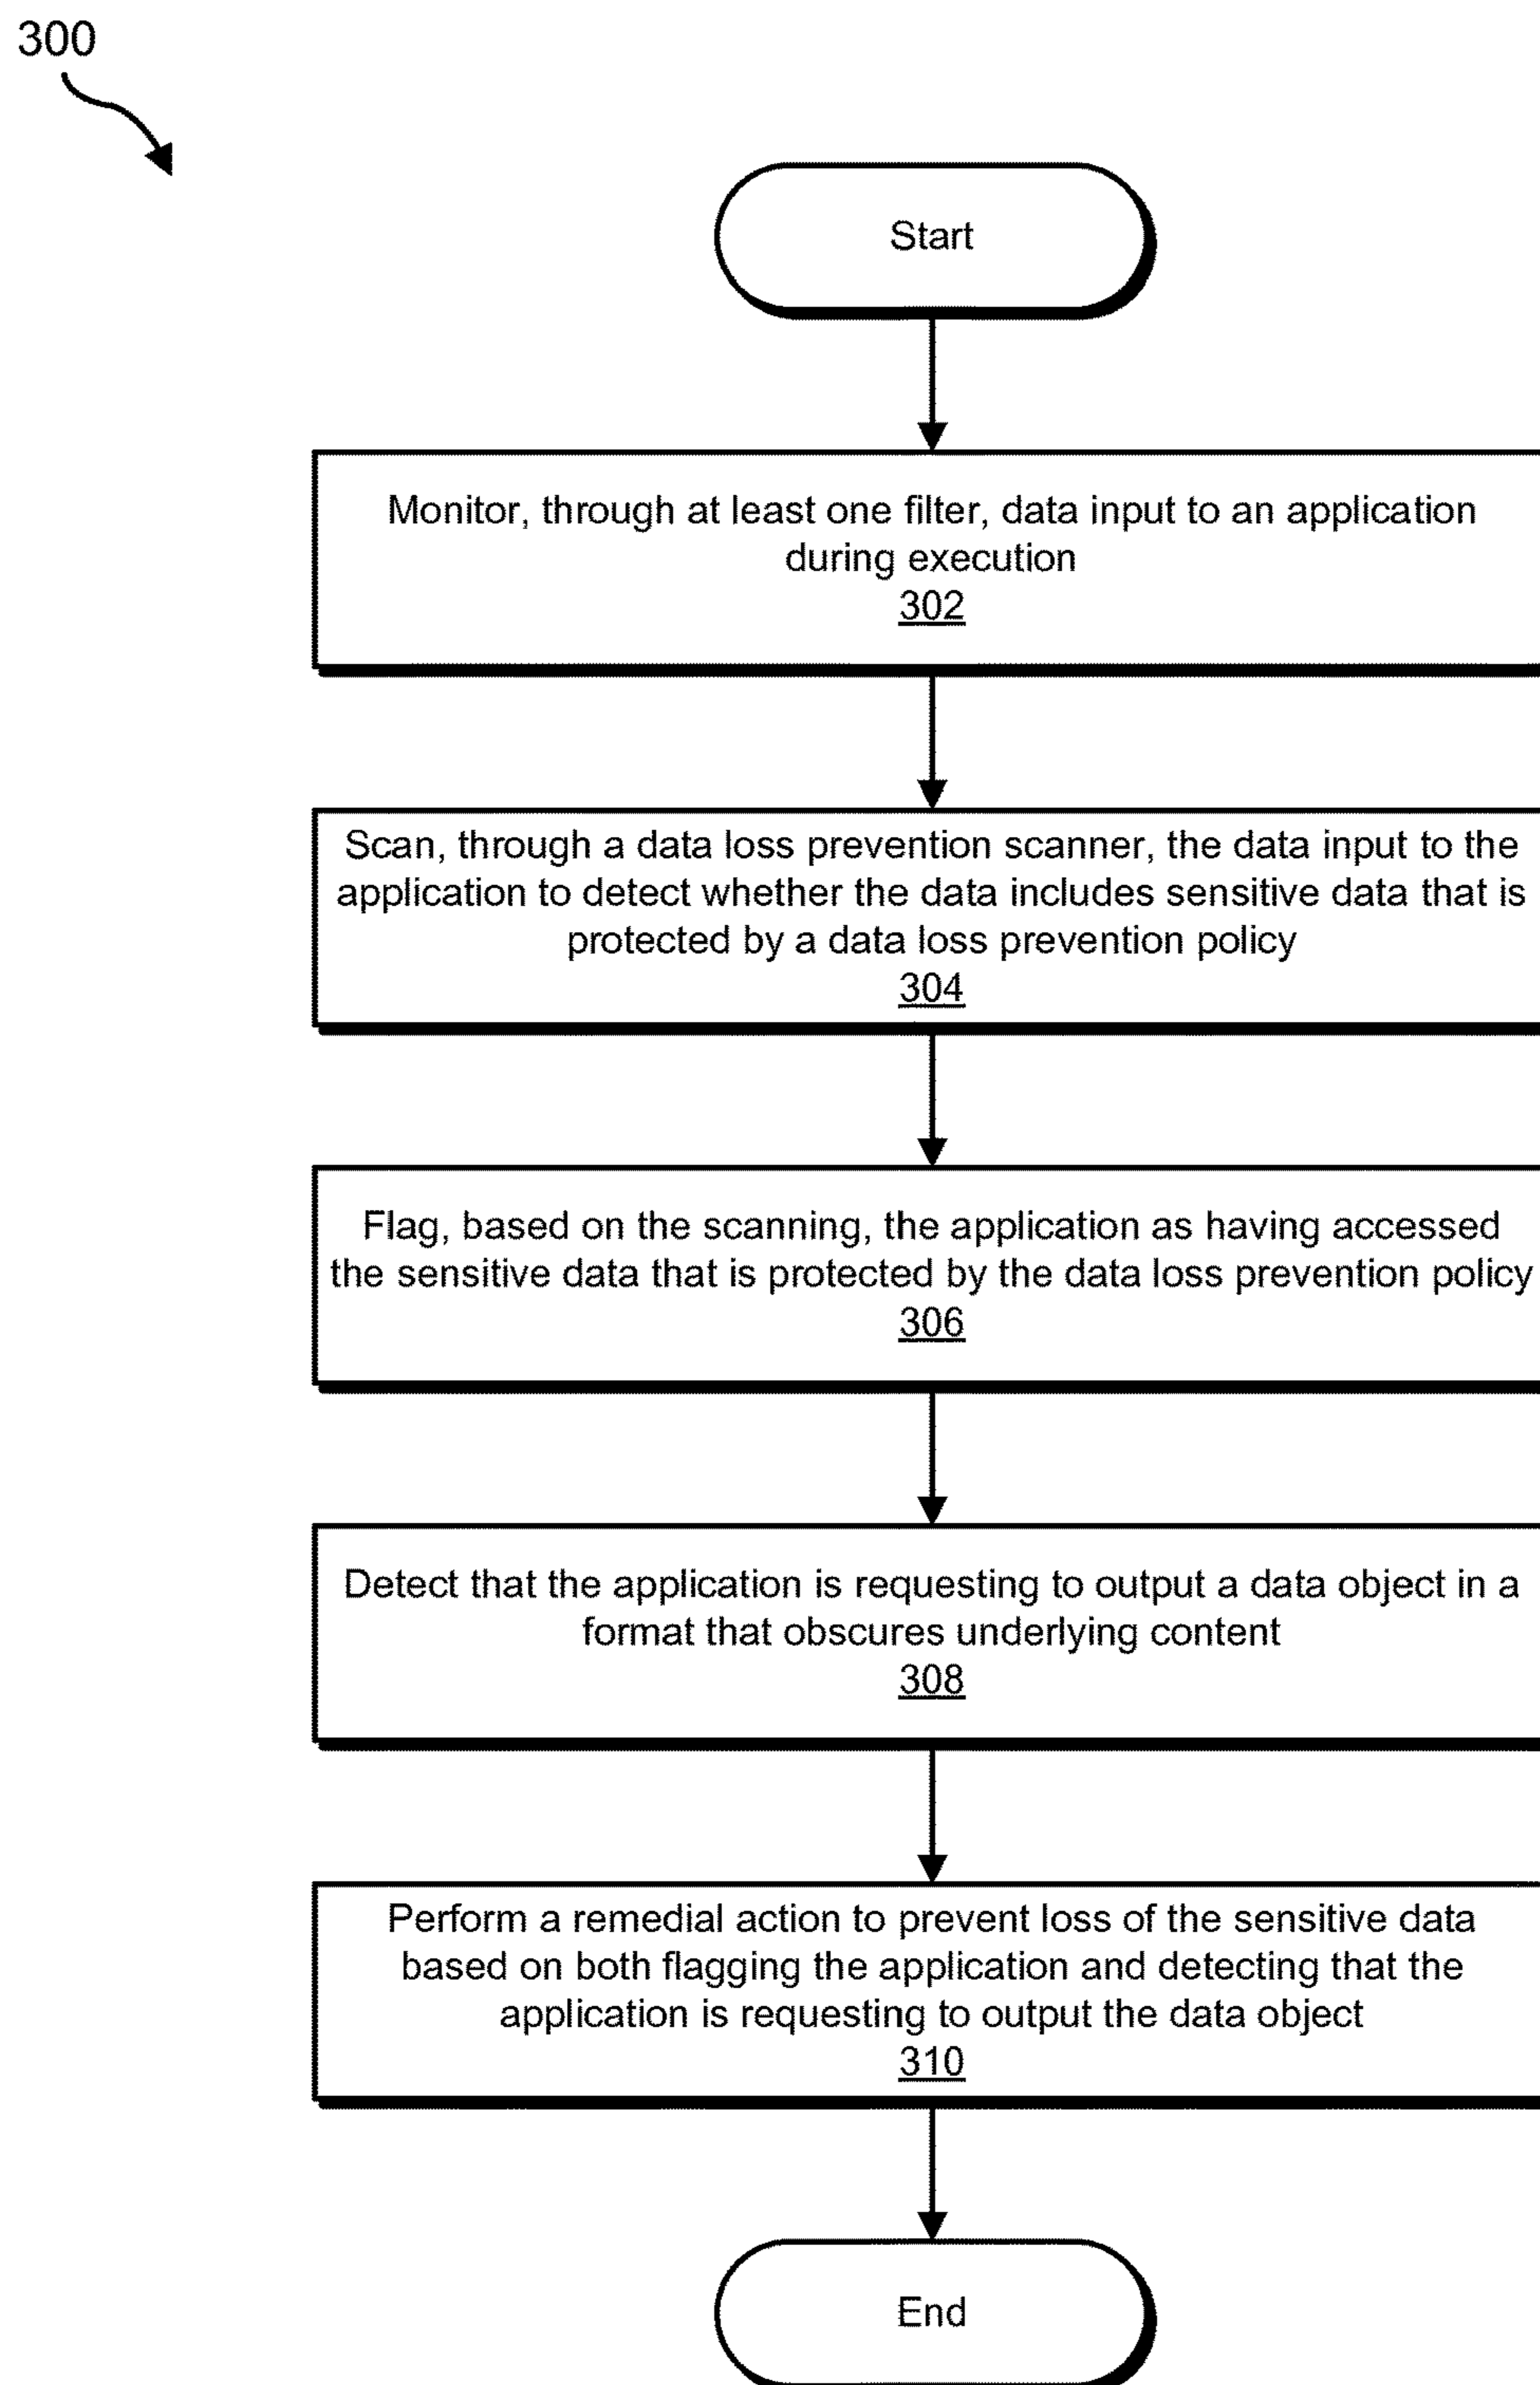 300
Start
Monitor, through at least one filter, data input to an application
during execution
302
Scan, through a data loss prevention scanner, the data input to the
application to detect whether the data includes sensitive data that is
protected by a data loss prevention policy
304
Flag, based on the scanning, the application as having accessed
the sensitive data that is protected by the data loss prevention policy
306
Detect that the application is requesting to output a data object in a
format that obscures underlying content
308
Perform a remedial action to prevent loss of the sensitive data
based on both flagging the application and detecting that the
application is requesting to output the data object
310
End